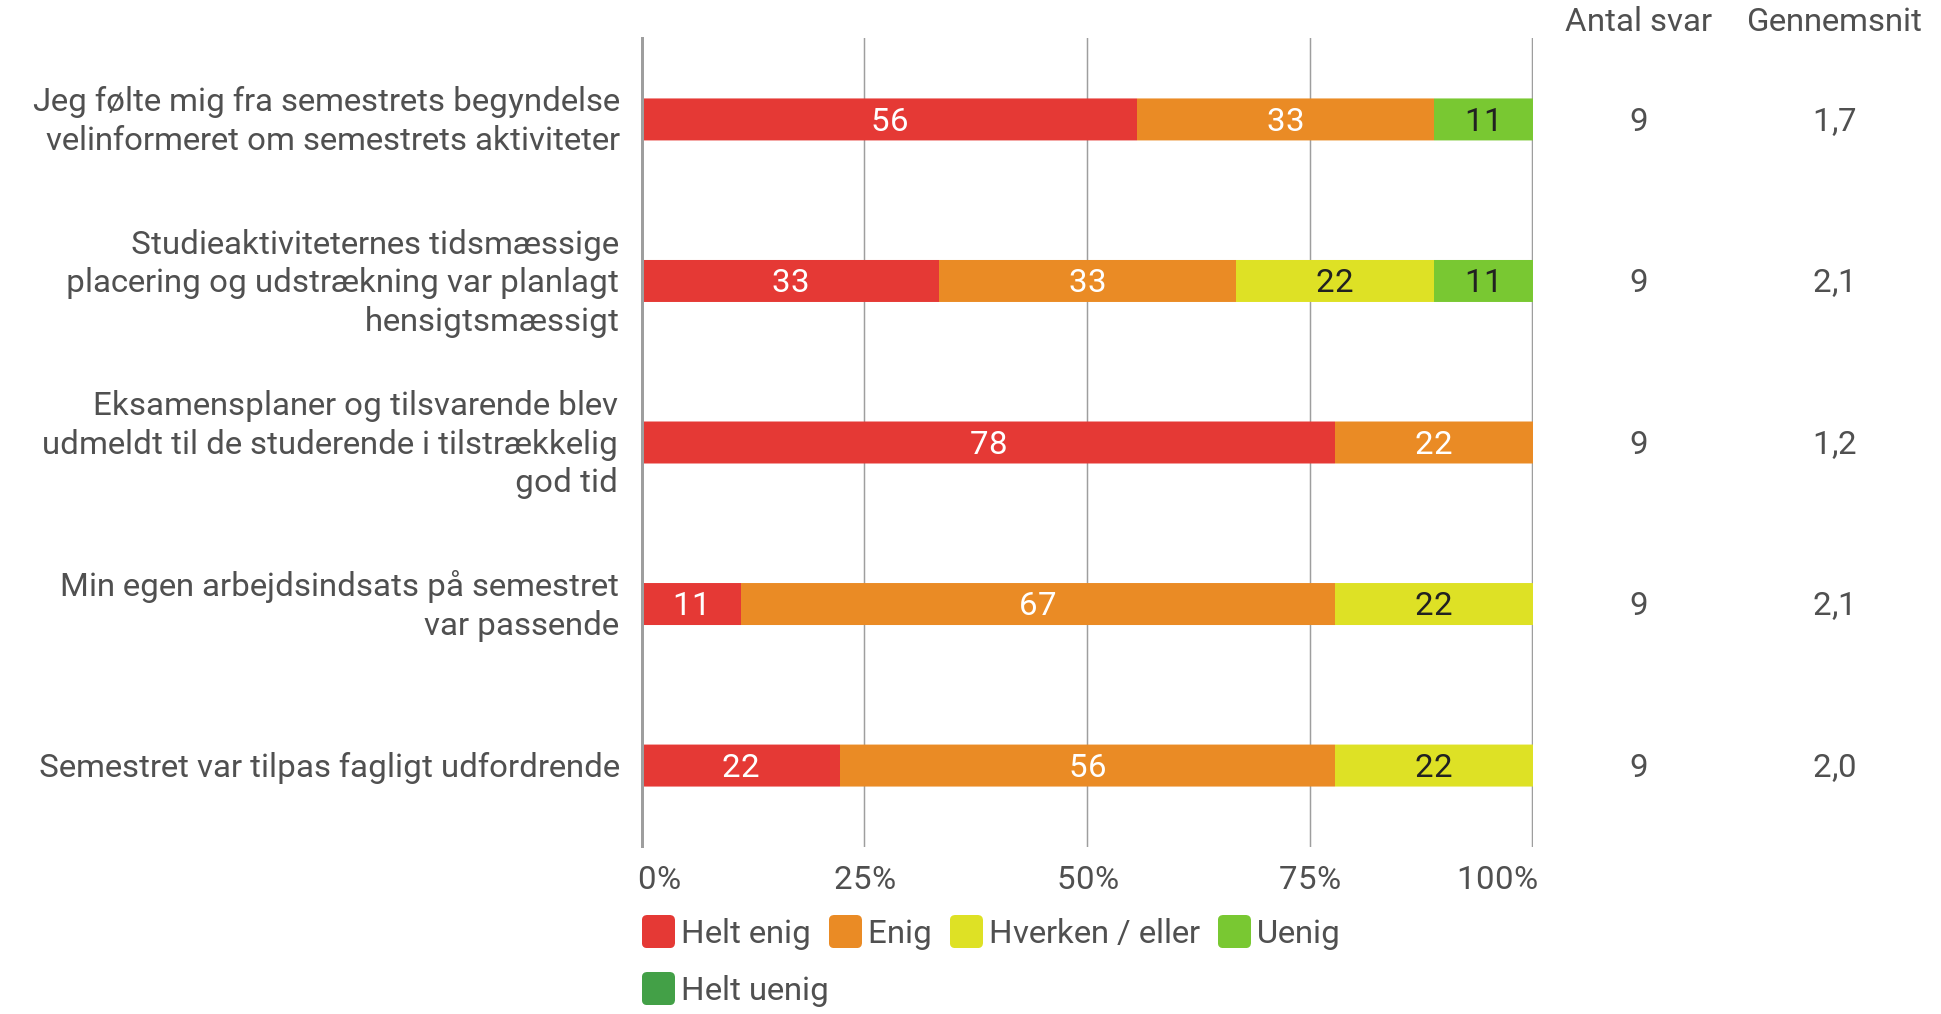 Antal svar Gennemsnit
Jeg følte mig fra semestrets begyndelse
velinformeret om semestrets aktiviteter
56 33 11 9 1,7
Studieaktiviteternes tidsmæssige
placering og udstrækning var planlagt
hensigtsmæssigt
33 33 22 11 9 2,1
Eksamensplaner og tilsvarende blev
udmeldt til de studerende i tilstrækkelig
god tid
78 22 9 1,2
Min egen arbejdsindsats på semestret
var passende
11 67 22 9 2,1
Semestret var tilpas fagligt udfordrende
22 56 22 9 2,0
0% 25% 50% 75% 100%
Helt enig Enig Hverken / eller Uenig
Helt uenig